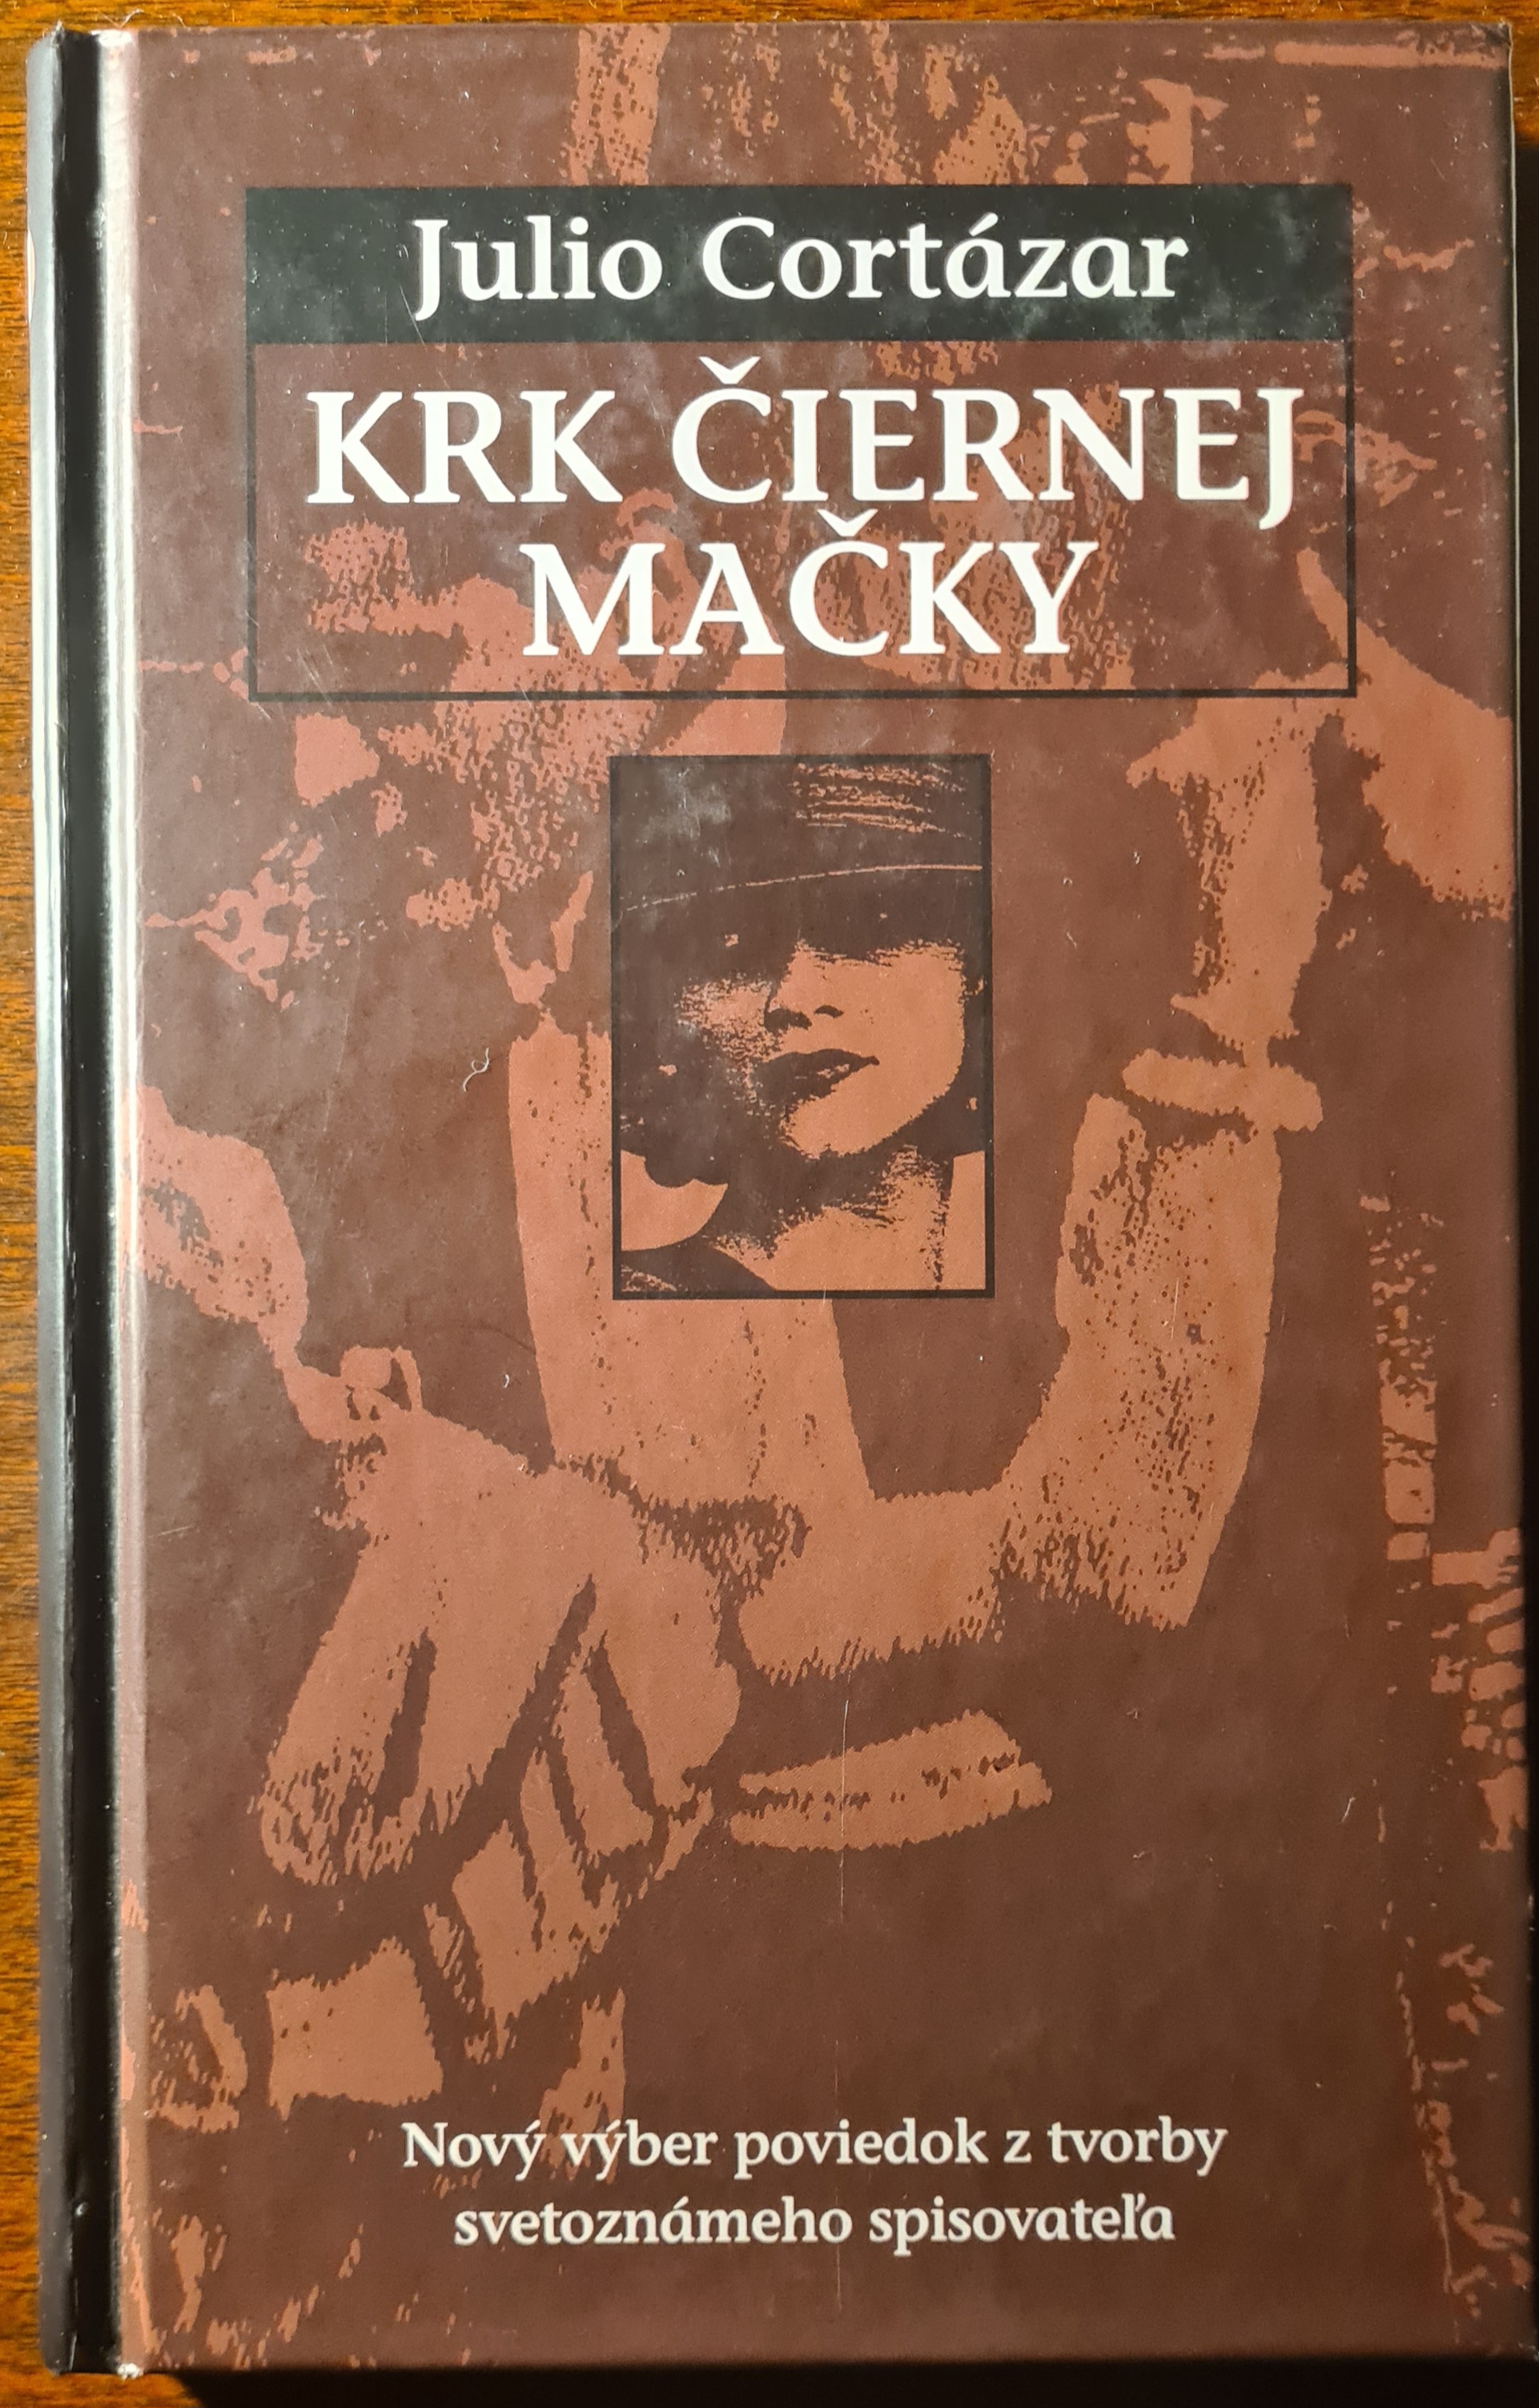 Julio Cortázar
KRK ČIERNEJ
MAČKY
Nový výber poviedok z tvorby
svetoznámeho spisovateľa